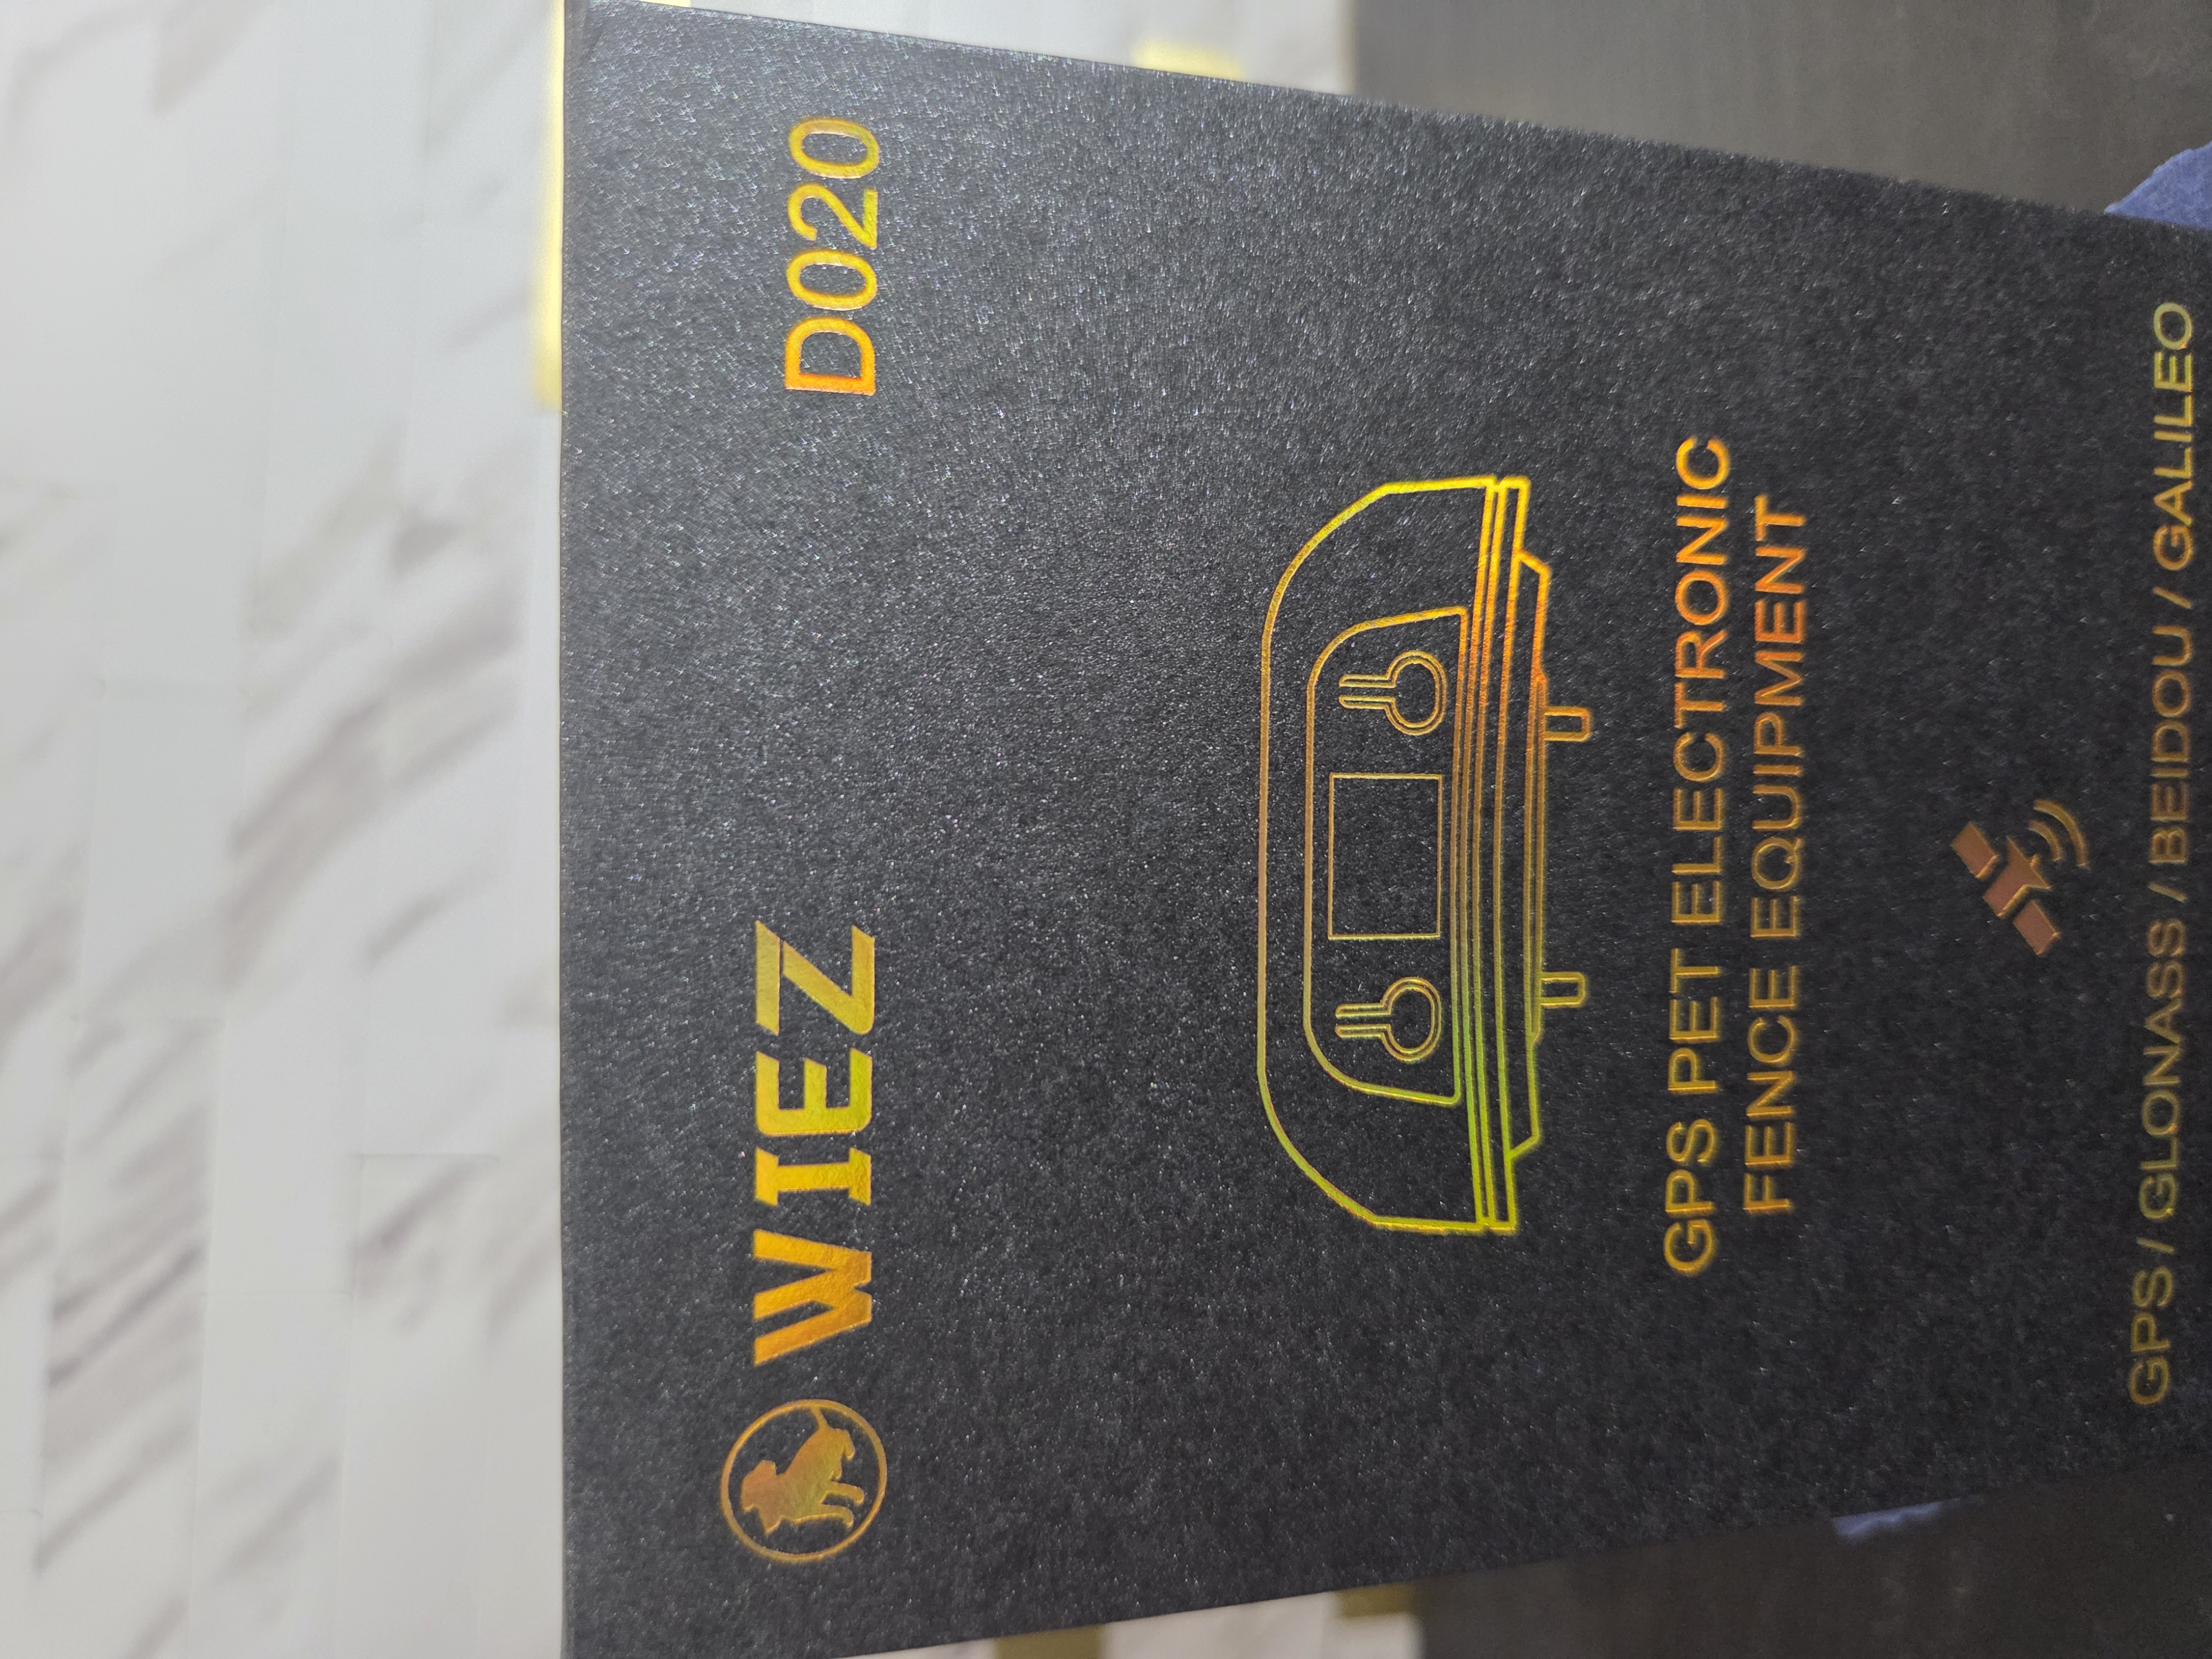 WIEZ
D020
GPS PET ELECTRONIC
FENCE EQUIPMENT
GPS / GLONASS / BEIDOU / GALILEO